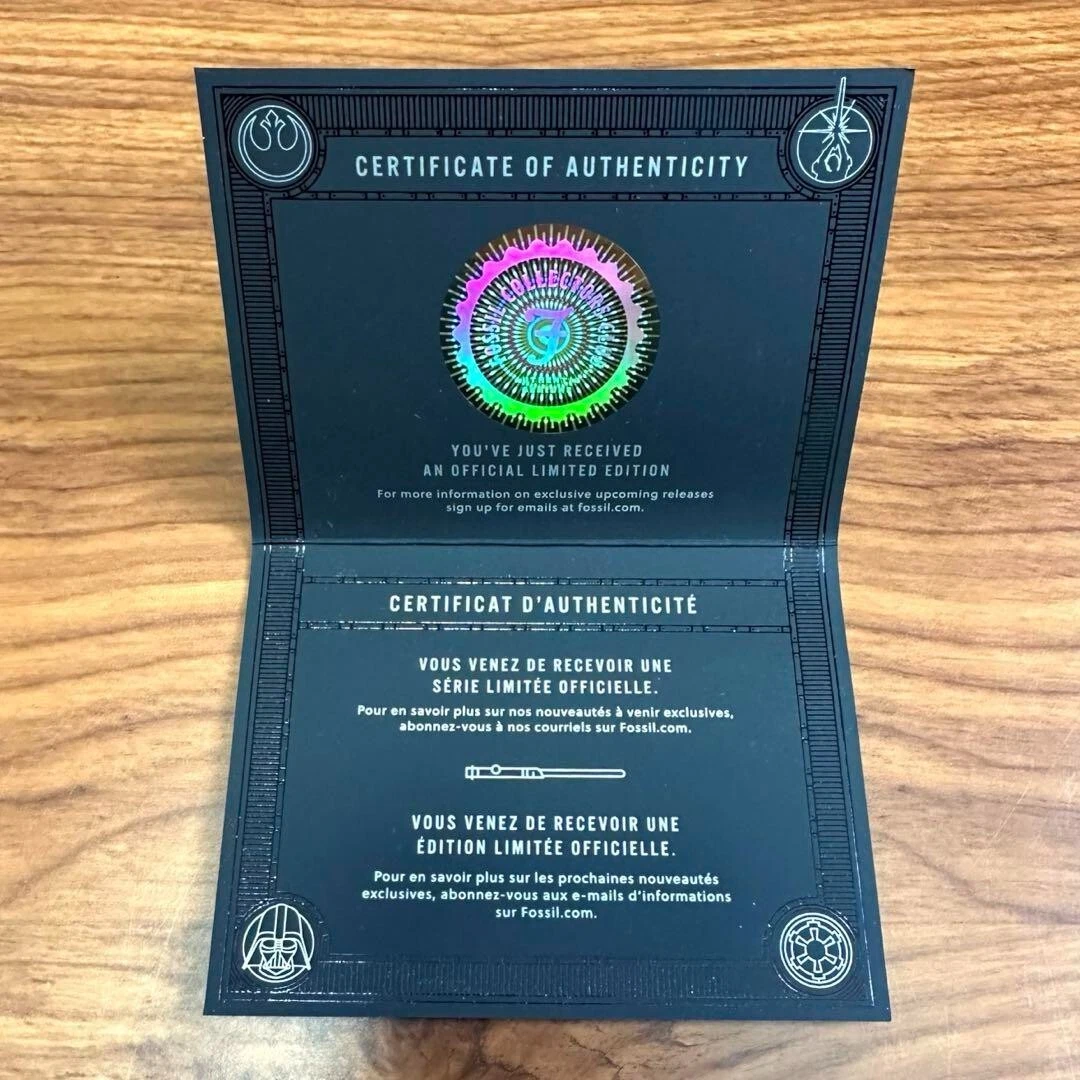 CERTIFICATE OF AUTHENTICITY
FOSSIL COLLECTORS CLUB
YOU'VE JUST RECEIVED
AN OFFICIAL LIMITED EDITION
For more information on exclusive upcoming releases
sign up for emails at fossil.com.
CERTIFICAT D'AUTHENTICITÉ
VOUS VENEZ DE RECEVOIR UNE
SÉRIE LIMITÉE OFFICIELLE.
Pour en savoir plus sur nos nouveautés à venir exclusives,
abonnez-vous à nos courriels sur Fossil.com.
VOUS VENEZ DE RECEVOIR UNE
ÉDITION LIMITÉE OFFICIELLE.
Pour en savoir plus sur les prochaines nouveautés
exclusives, abonnez-vous aux e-mails d'informations
sur Fossil.com.